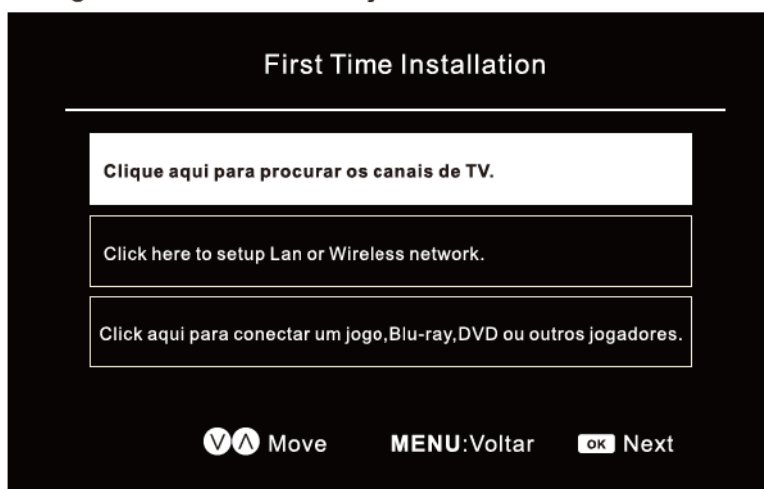 First Time Installation
Clique aqui para procurar os canais de TV.
Click here to setup Lan or Wireless network.
Click aqui para conectar um jogo,Blu-ray,DVD ou outros jogadores.
Move MENU:Voltar OK Next